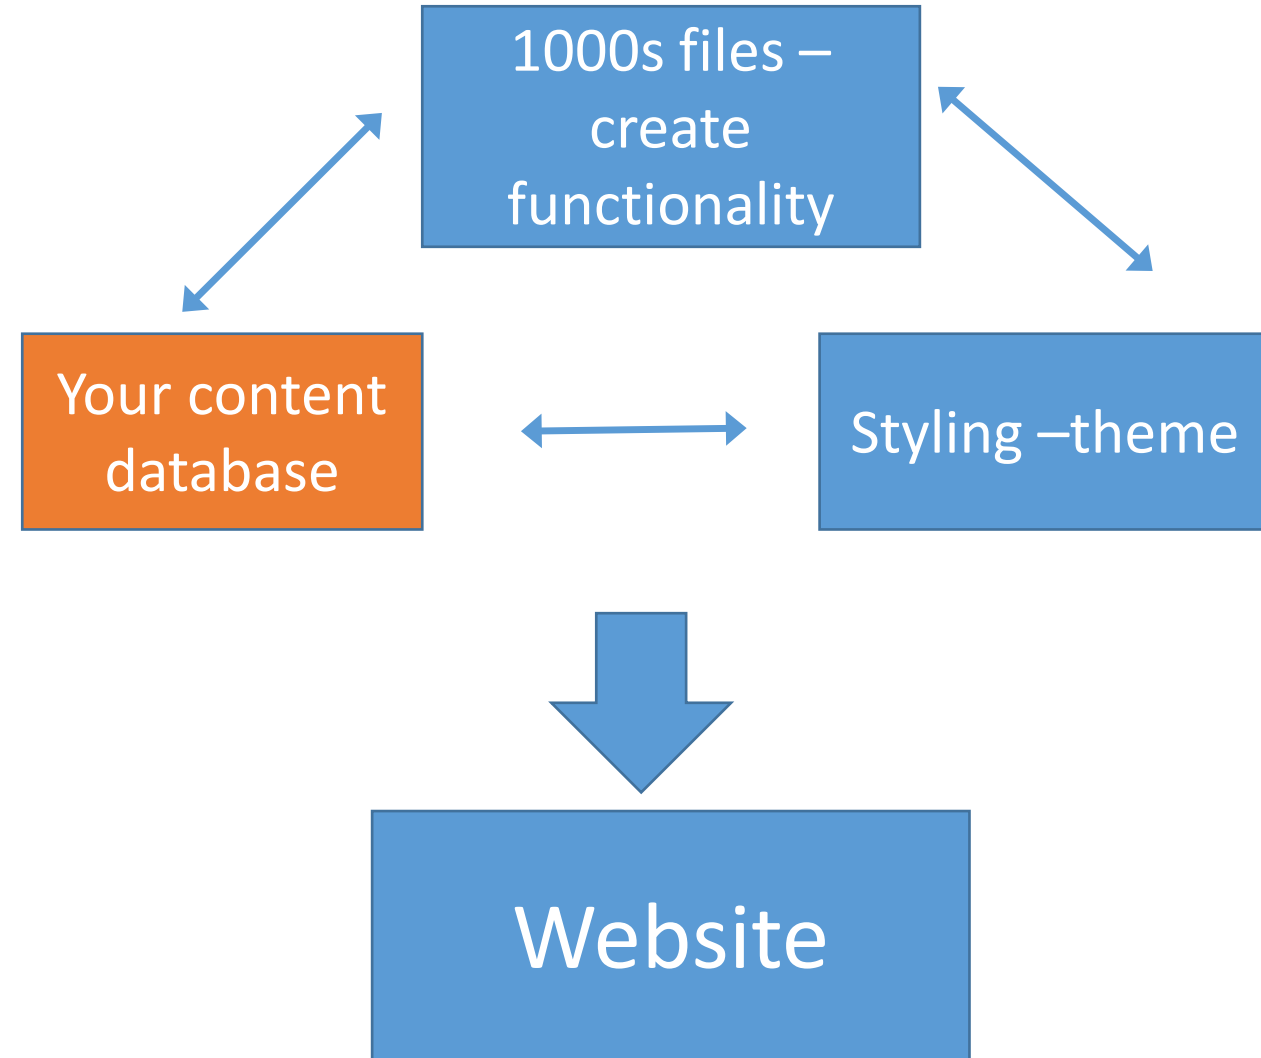 1000s files –
create
functionality
Your content
database
Styling –theme
Website